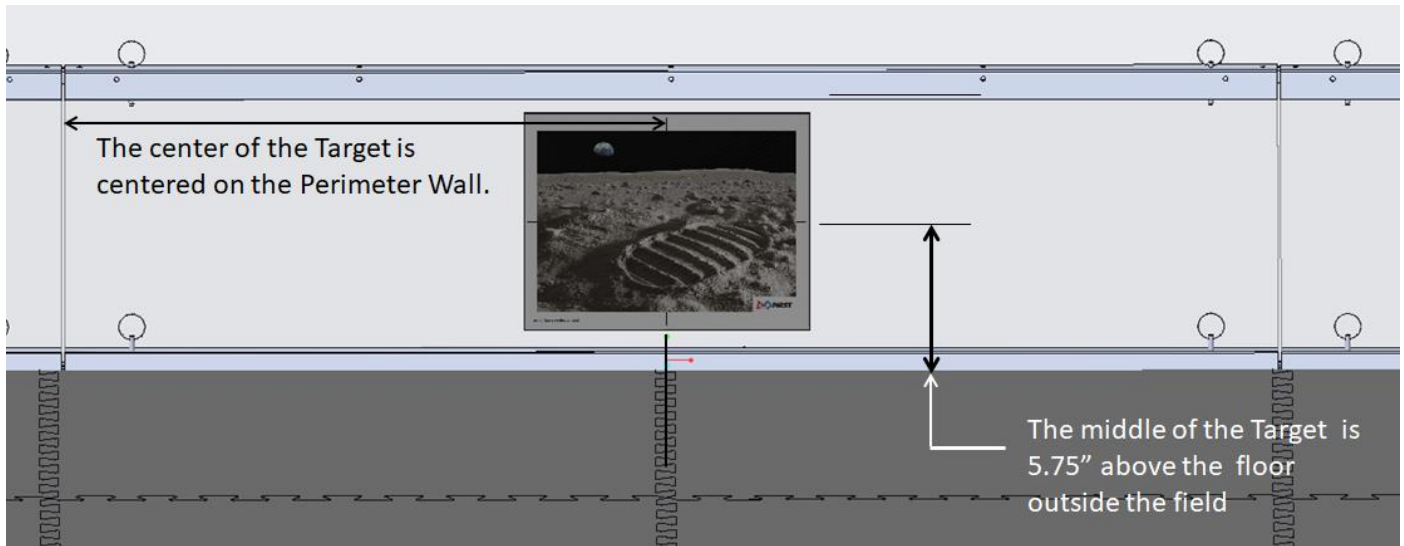 The center of the Target is
centered on the Perimeter Wall.
FIRST
The middle of the Target is
5.75” above the floor
outside the field